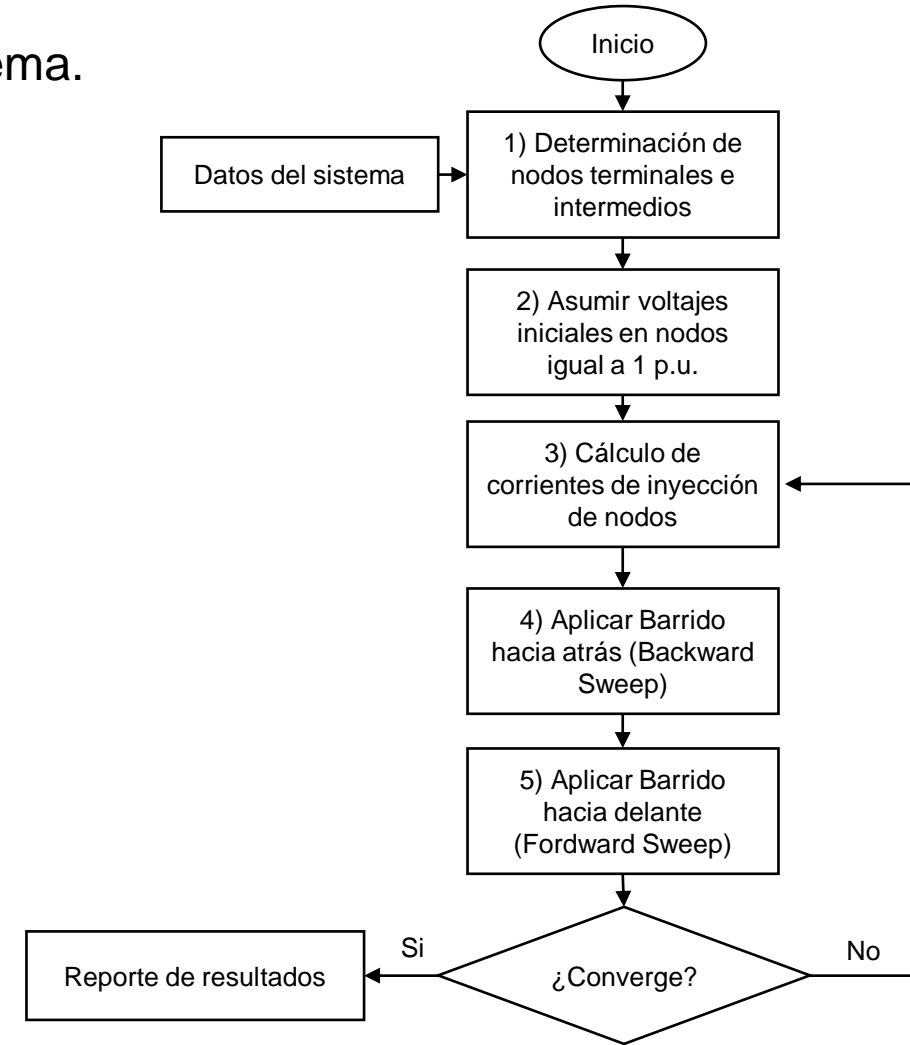 ema.
Inicio
Datos del sistema
1) Determinación de
nodos terminales e
intermedios
2) Asumir voltajes
iniciales en nodos
igual a 1 p.u.
3) Cálculo de
corrientes de inyección
de nodos
4) Aplicar Barrido
hacia atrás (Backward
Sweep)
5) Aplicar Barrido
hacia delante
(Fordward Sweep)
¿Converge?
Si
No
Reporte de resultados